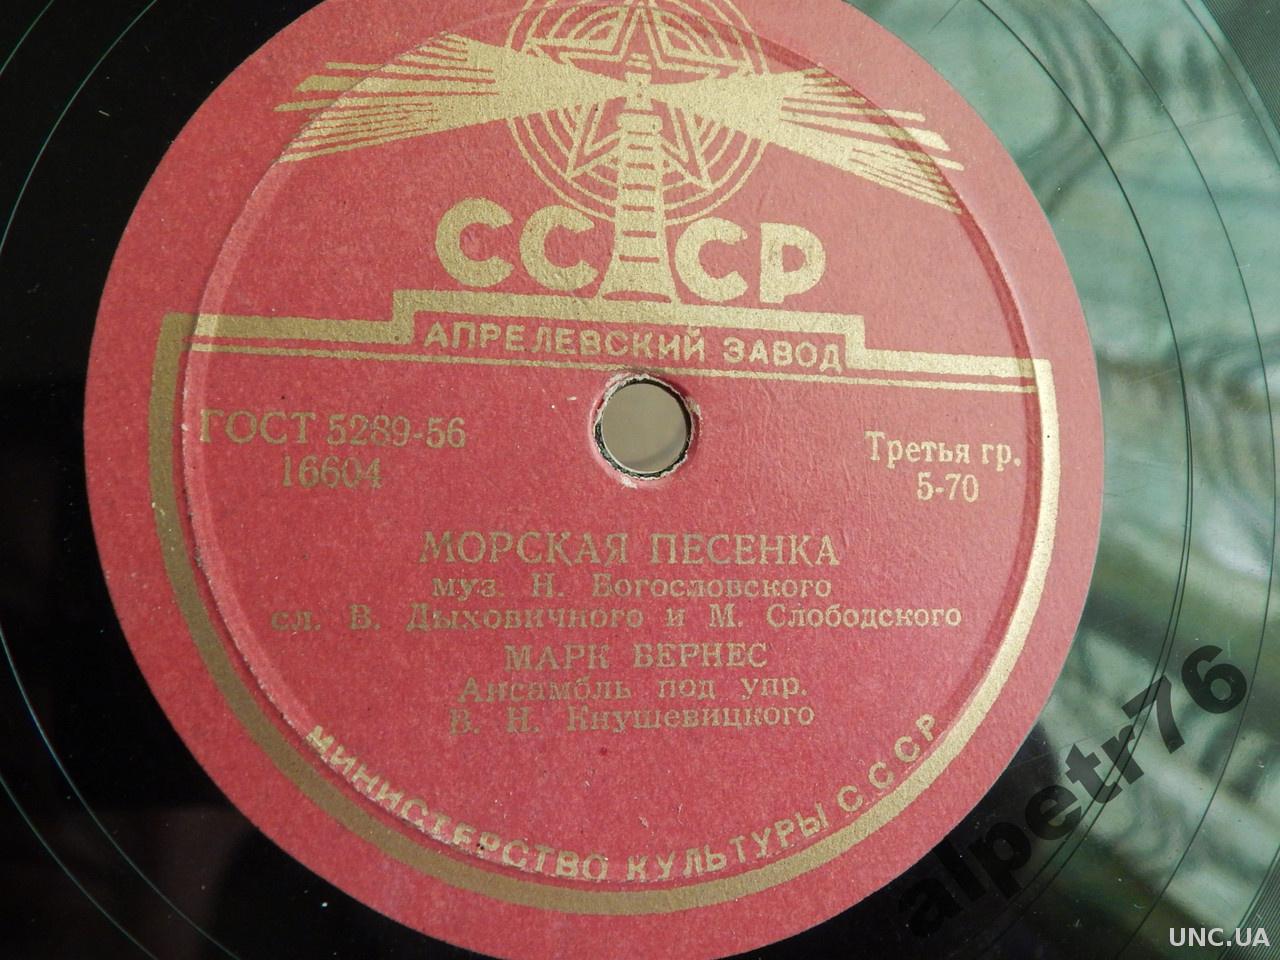 СССР
АПРЕЛЕВСКИЙ ЗАВОД
ГОСТ 5289-56
16604
Третья гр.
5-70
МОРСКАЯ ПЕСЕНКА
муз. Н. Богословского
сл. В. Дыховичного и М. Слободского
МАРК БЕРНЕС
Ансамбль под упр.
В. Н. Кнушевицкого
МИНИСТЕРСТВО КУЛЬТУРЫ СССР
alpetr76
UNC.UA